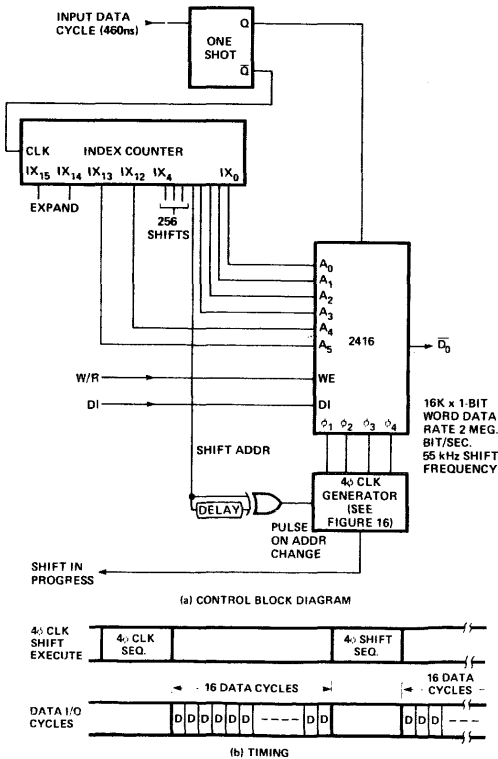 INPUT DATA
CYCLE (460ns)
ONE
SHOT
Q
Q̅
CLK
INDEX COUNTER
IX15 IX14 IX13 IX12 IX4 IX0
EXPAND
256
SHIFTS
A0
A1
A2
A3
A4
A5
2416
D̅0
W/R
WE
DI
DI
ϕ1 ϕ2 ϕ3 ϕ4
16K x 1-BIT
WORD DATA
RATE 2 MEG.
BIT/SEC.
55 kHz SHIFT
FREQUENCY
SHIFT ADDR
DELAY
4ϕ CLK
GENERATOR
(SEE
FIGURE 16)
PULSE
ON ADDR
CHANGE
SHIFT IN
PROGRESS
(a) CONTROL BLOCK DIAGRAM
4ϕ CLK
SHIFT
EXECUTE
4ϕ CLK
SEQ.
4ϕ SHIFT
SEQ.
16 DATA CYCLES
16 DATA
CYCLES
DATA I/O
CYCLES
D D D D D D D D
D D D
(b) TIMING